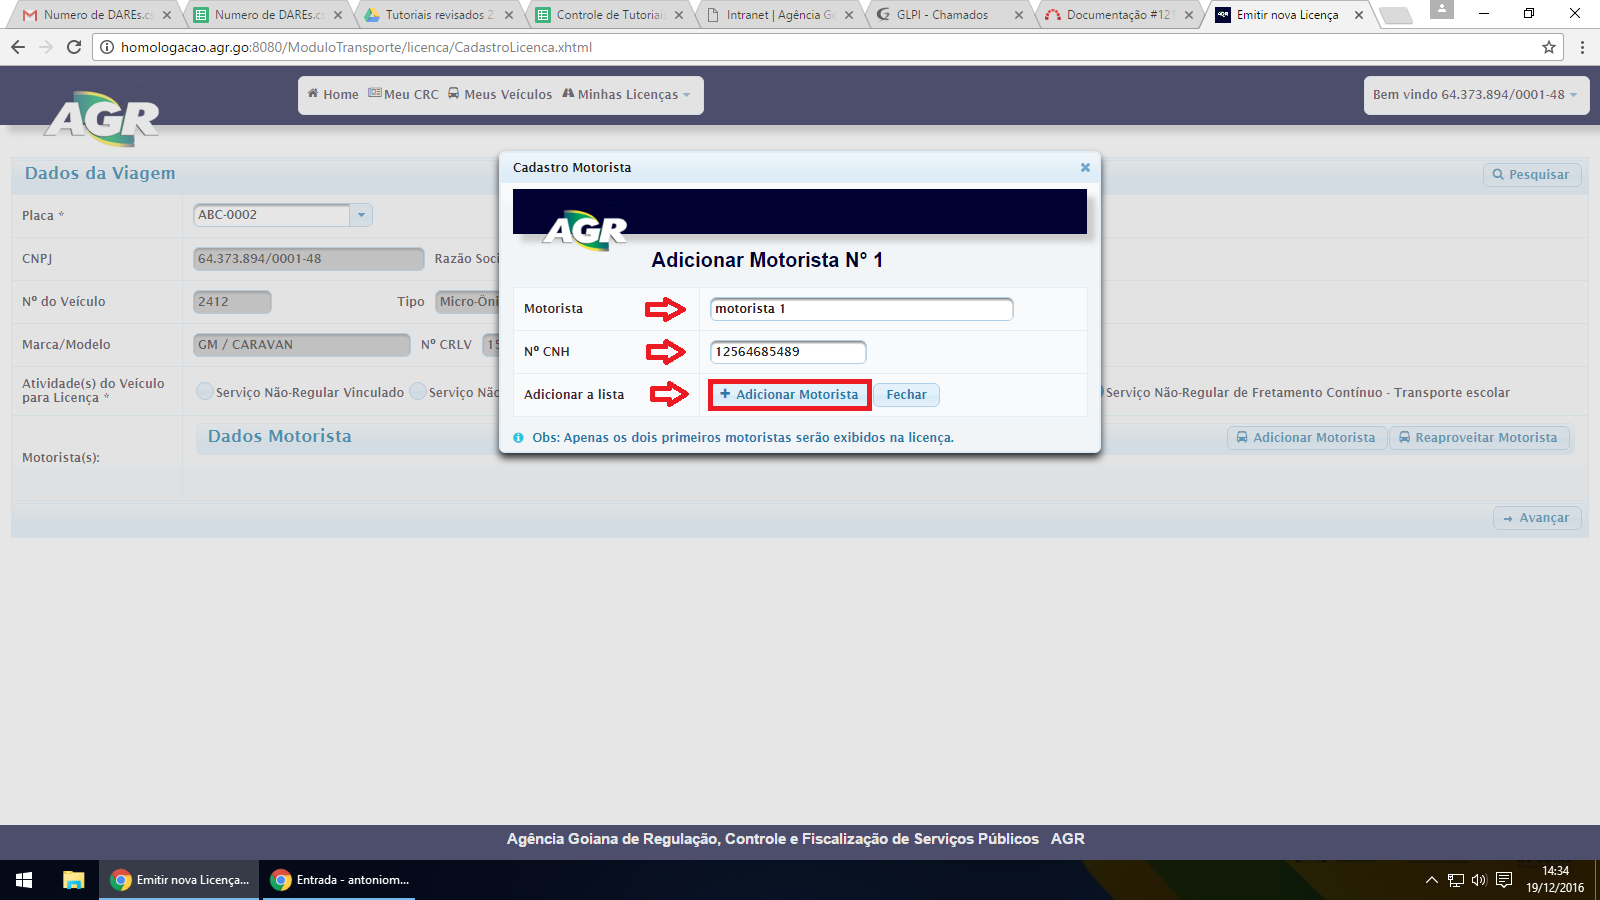 Numero de DAREs.cs
Numero de DAREs.cs
Tutoriais revisados 2
Controle de Tutoriai
Intranet | Agência Go
GLPI - Chamados
Documentação #121
Emitir nova Licença
homologacao.agr.go:8080/ModuloTransporte/licenca/CadastroLicenca.xhtml
AGR
Home
Meu CRC
Meus Veículos
Minhas Licenças
Bem vindo 64.373.894/0001-48
Dados da Viagem
Pesquisar
Placa *
ABC-0002
CNPJ
64.373.894/0001-48
Razão Soci
Nº do Veículo
2412
Tipo
Micro-Ôni
Marca/Modelo
GM / CARAVAN
Nº CRLV
15
Atividade(s) do Veículo
para Licença *
Serviço Não-Regular Vinculado
Serviço Não
Serviço Não-Regular de Fretamento Contínuo - Transporte escolar
Motorista(s):
Dados Motorista
Adicionar Motorista
Reaproveitar Motorista
Avançar
Cadastro Motorista
AGR
Adicionar Motorista N° 1
Motorista
motorista 1
Nº CNH
12564685489
Adicionar a lista
Adicionar Motorista
Fechar
Obs: Apenas os dois primeiros motoristas serão exibidos na licença.
Agência Goiana de Regulação, Controle e Fiscalização de Serviços Públicos AGR
Emitir nova Licença...
Entrada - antoniom...
14:34
19/12/2016